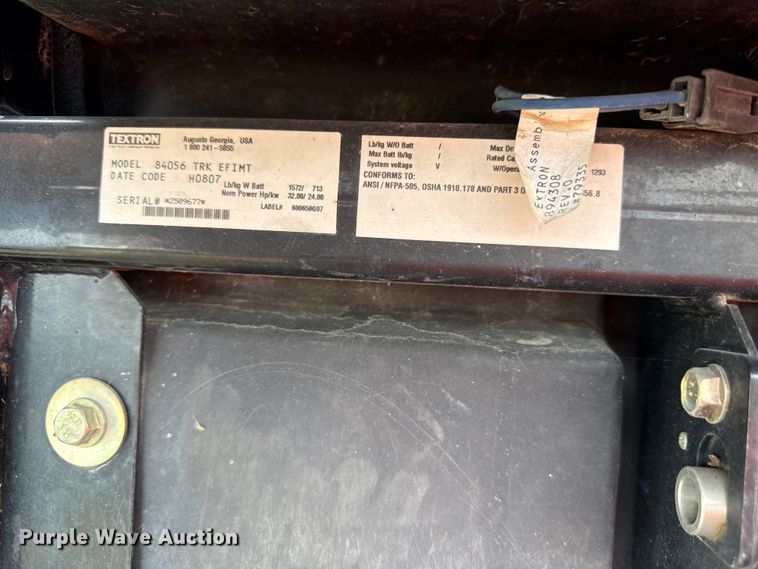 TEXTRON
Augusta Georgia, USA
1 800 241-5855
MODEL 84056 TRK EFIMT
DATE CODE H0807
Lb/kg W Batt 1572/ 713
Nom Power Hp/kw 32.00/ 24.00
SERIAL# *2509677*
LABEL# 600650G07
Lb/kg W/O Batt /
Max Batt lb/kg /
System voltage V
Max Dr
Rated Ca
W/Opera 1293
CONFORMS TO:
ANSI / NFPA-505, OSHA 1910.178 AND PART 3 O 56.8
Assemb
EXTRON
894308
REV.0
#79335
Purple Wave Auction